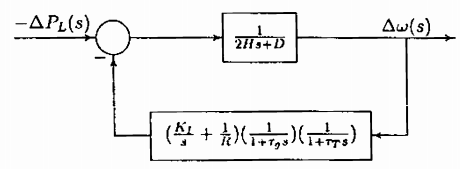 −ΔP_L(s)
Δω(s)
1/(2Hs+D)
−
(K_I/s + 1/R)(1/(1+τ_g s))(1/(1+τ_T s))